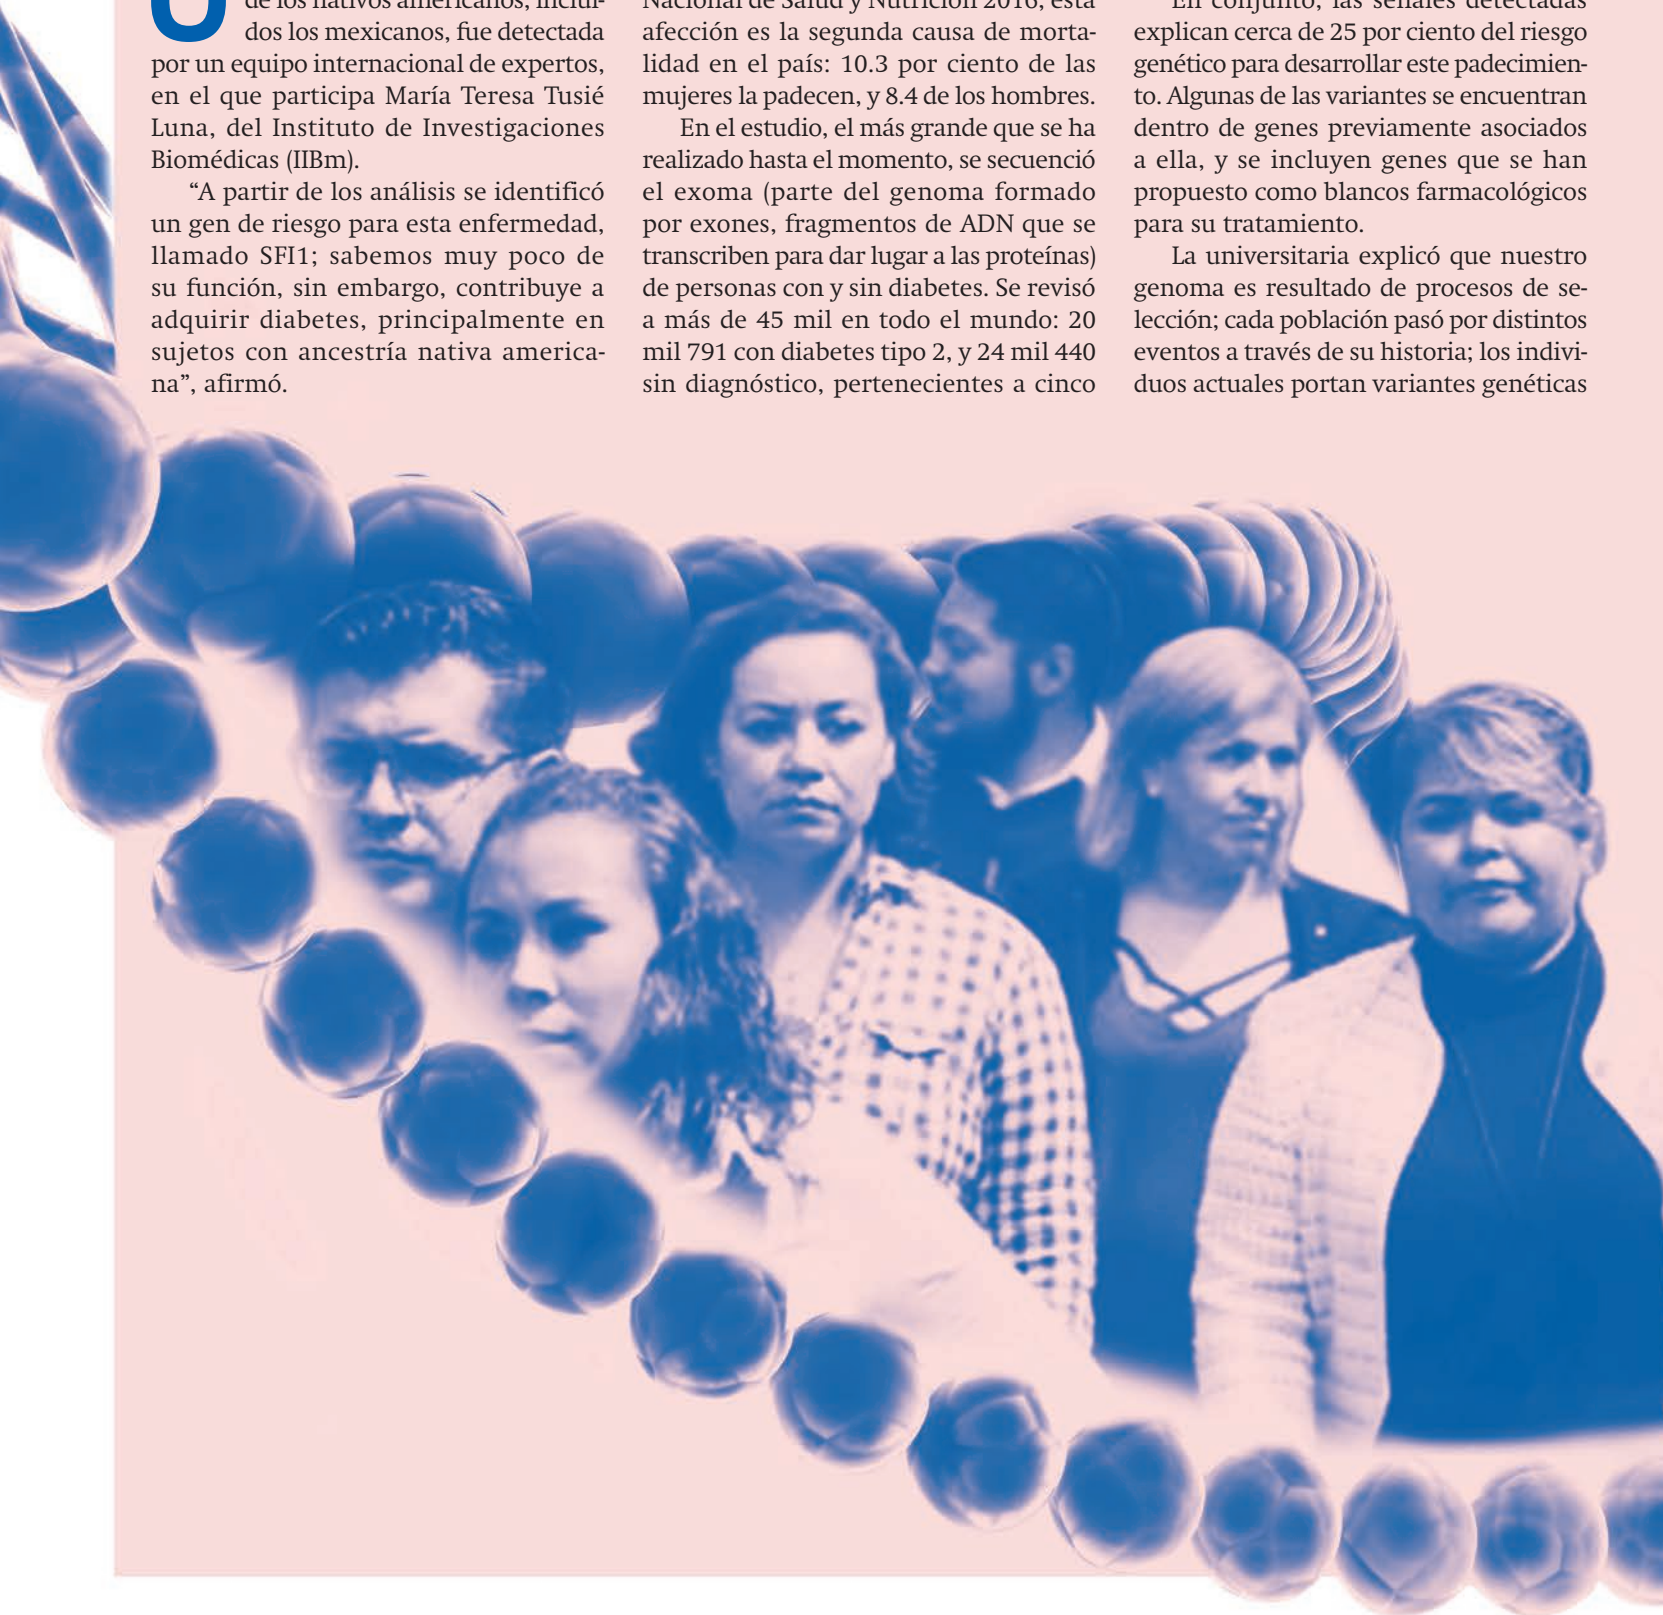 U
de los nativos americanos, inclui-
dos los mexicanos, fue detectada
por un equipo internacional de expertos,
en el que participa María Teresa Tusié
Luna, del Instituto de Investigaciones
Biomédicas (IIBm).
“A partir de los análisis se identificó
un gen de riesgo para esta enfermedad,
llamado SFI1; sabemos muy poco de
su función, sin embargo, contribuye a
adquirir diabetes, principalmente en
sujetos con ancestría nativa america-
na”, afirmó.
Nacional de Salud y Nutrición 2016, esta
afección es la segunda causa de morta-
lidad en el país: 10.3 por ciento de las
mujeres la padecen, y 8.4 de los hombres.
En el estudio, el más grande que se ha
realizado hasta el momento, se secuenció
el exoma (parte del genoma formado
por exones, fragmentos de ADN que se
transcriben para dar lugar a las proteínas)
de personas con y sin diabetes. Se revisó
a más de 45 mil en todo el mundo: 20
mil 791 con diabetes tipo 2, y 24 mil 440
sin diagnóstico, pertenecientes a cinco
En conjunto, las señales detectadas
explican cerca de 25 por ciento del riesgo
genético para desarrollar este padecimien-
to. Algunas de las variantes se encuentran
dentro de genes previamente asociados
a ella, y se incluyen genes que se han
propuesto como blancos farmacológicos
para su tratamiento.
La universitaria explicó que nuestro
genoma es resultado de procesos de se-
lección; cada población pasó por distintos
eventos a través de su historia; los indivi-
duos actuales portan variantes genéticas